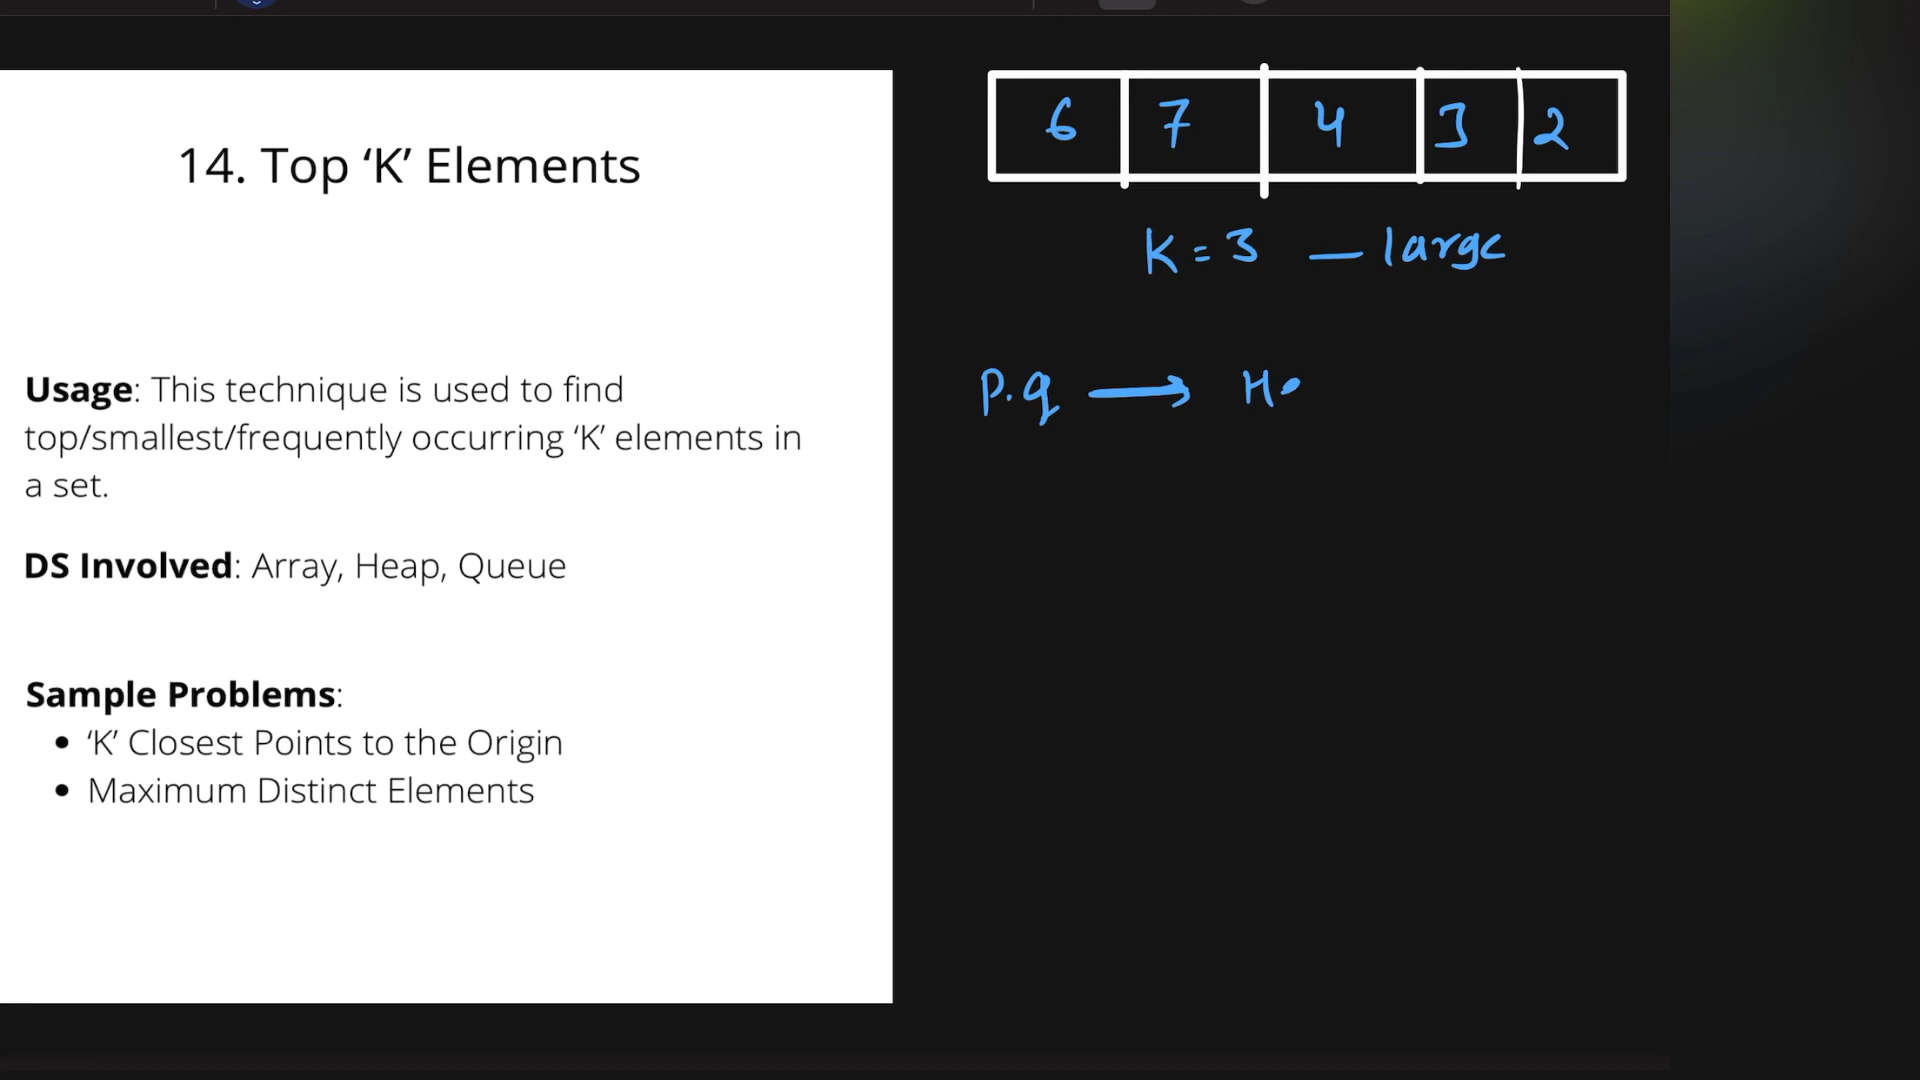 14. Top ‘K’ Elements
Usage: This technique is used to find
top/smallest/frequently occurring ‘K’ elements in
a set.
DS Involved: Array, Heap, Queue
Sample Problems:
• ‘K’ Closest Points to the Origin
• Maximum Distinct Elements
6 7 4 3 2
K = 3 — large
P.q → H